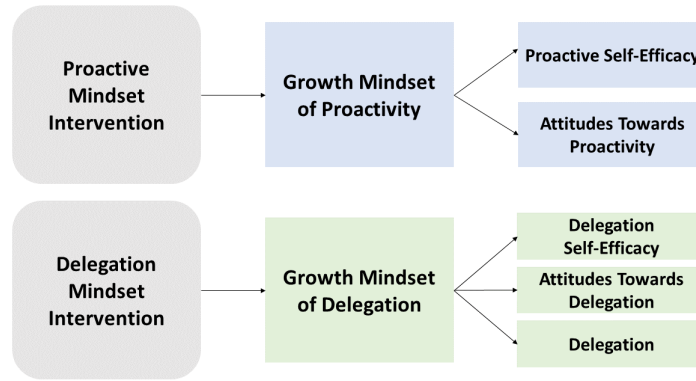 Proactive
Mindset
Intervention
Growth Mindset
of Proactivity
Proactive Self-Efficacy
Attitudes Towards
Proactivity
Delegation
Mindset
Intervention
Growth Mindset
of Delegation
Delegation
Self-Efficacy
Attitudes Towards
Delegation
Delegation